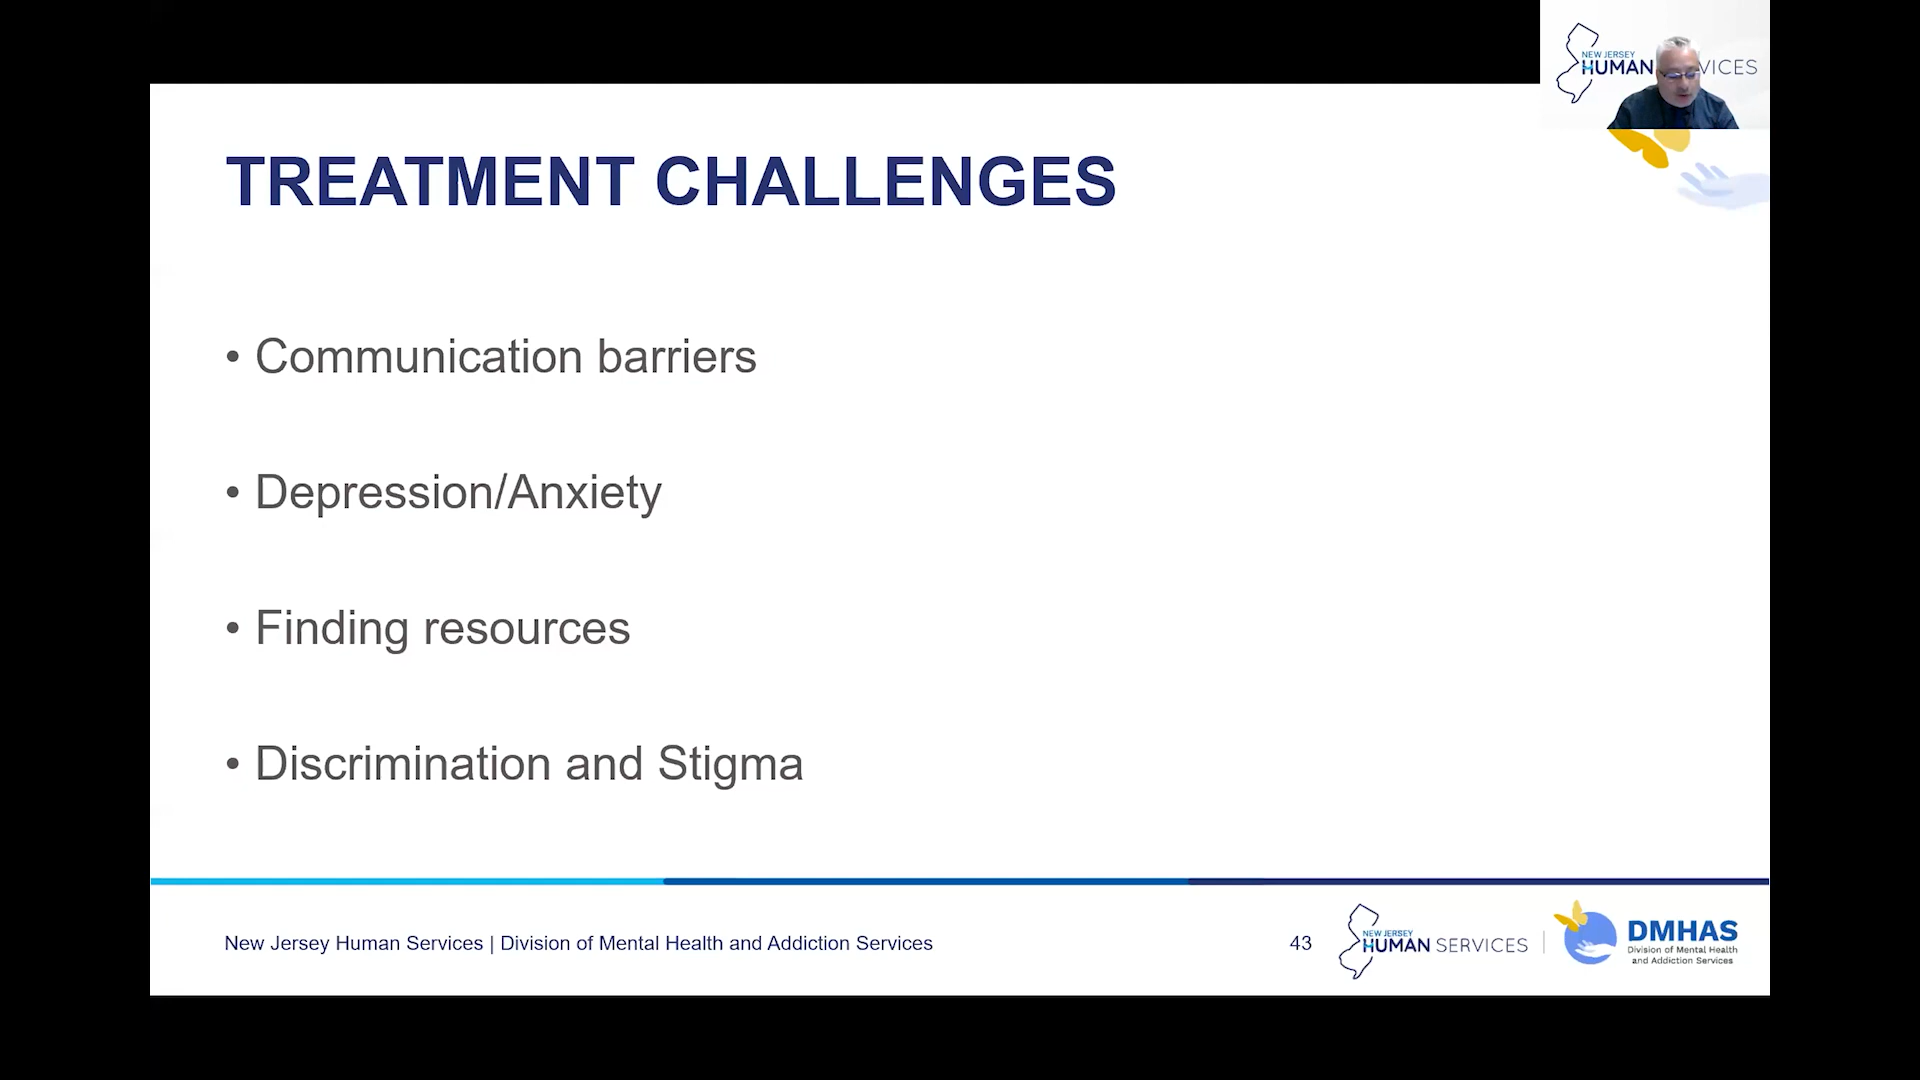 NEW JERSEY
HUMAN VICES
TREATMENT CHALLENGES
• Communication barriers
• Depression/Anxiety
• Finding resources
• Discrimination and Stigma
New Jersey Human Services | Division of Mental Health and Addiction Services
43
NEW JERSEY
HUMAN SERVICES
DMHAS
Division of Mental Health
and Addiction Services